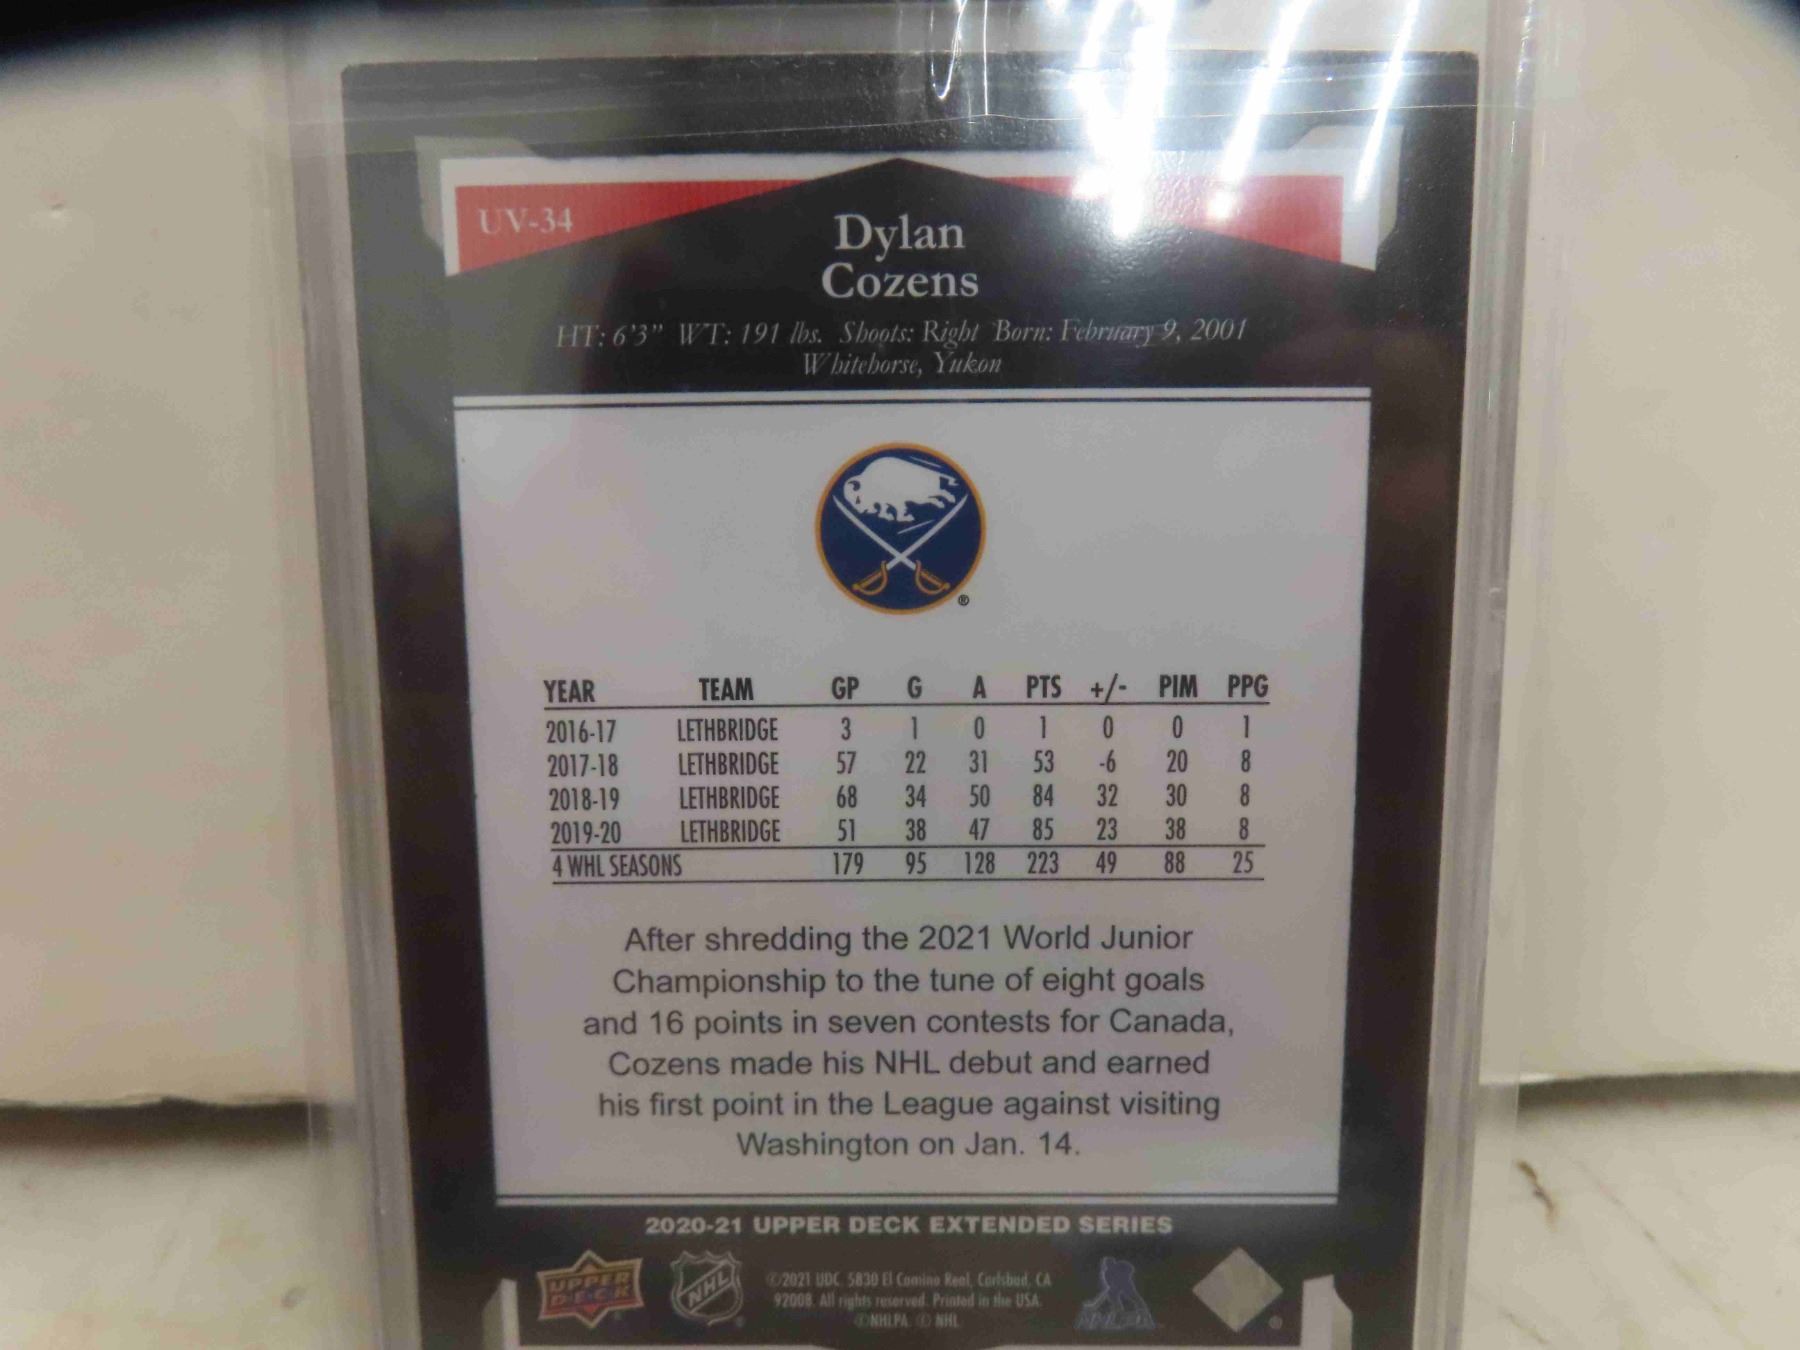 UV-34
Dylan
Cozens
HT: 6'3" WT: 191 lbs. Shoots: Right Born: February 9, 2001
Whitehorse, Yukon
®
YEAR TEAM GP G A PTS +/- PIM PPG
2016-17 LETHBRIDGE 3 1 0 1 0 0 1
2017-18 LETHBRIDGE 57 22 31 53 -6 20 8
2018-19 LETHBRIDGE 68 34 50 84 32 30 8
2019-20 LETHBRIDGE 51 38 47 85 23 38 8
4 WHL SEASONS 179 95 128 223 49 88 25
After shredding the 2021 World Junior
Championship to the tune of eight goals
and 16 points in seven contests for Canada,
Cozens made his NHL debut and earned
his first point in the League against visiting
Washington on Jan. 14.
2020-21 UPPER DECK EXTENDED SERIES
UPPER
DECK
NHL
©2021 UDC. 5830 El Camino Real, Carlsbad, CA
92008. All rights reserved. Printed in the USA.
©NHLPA. © NHL